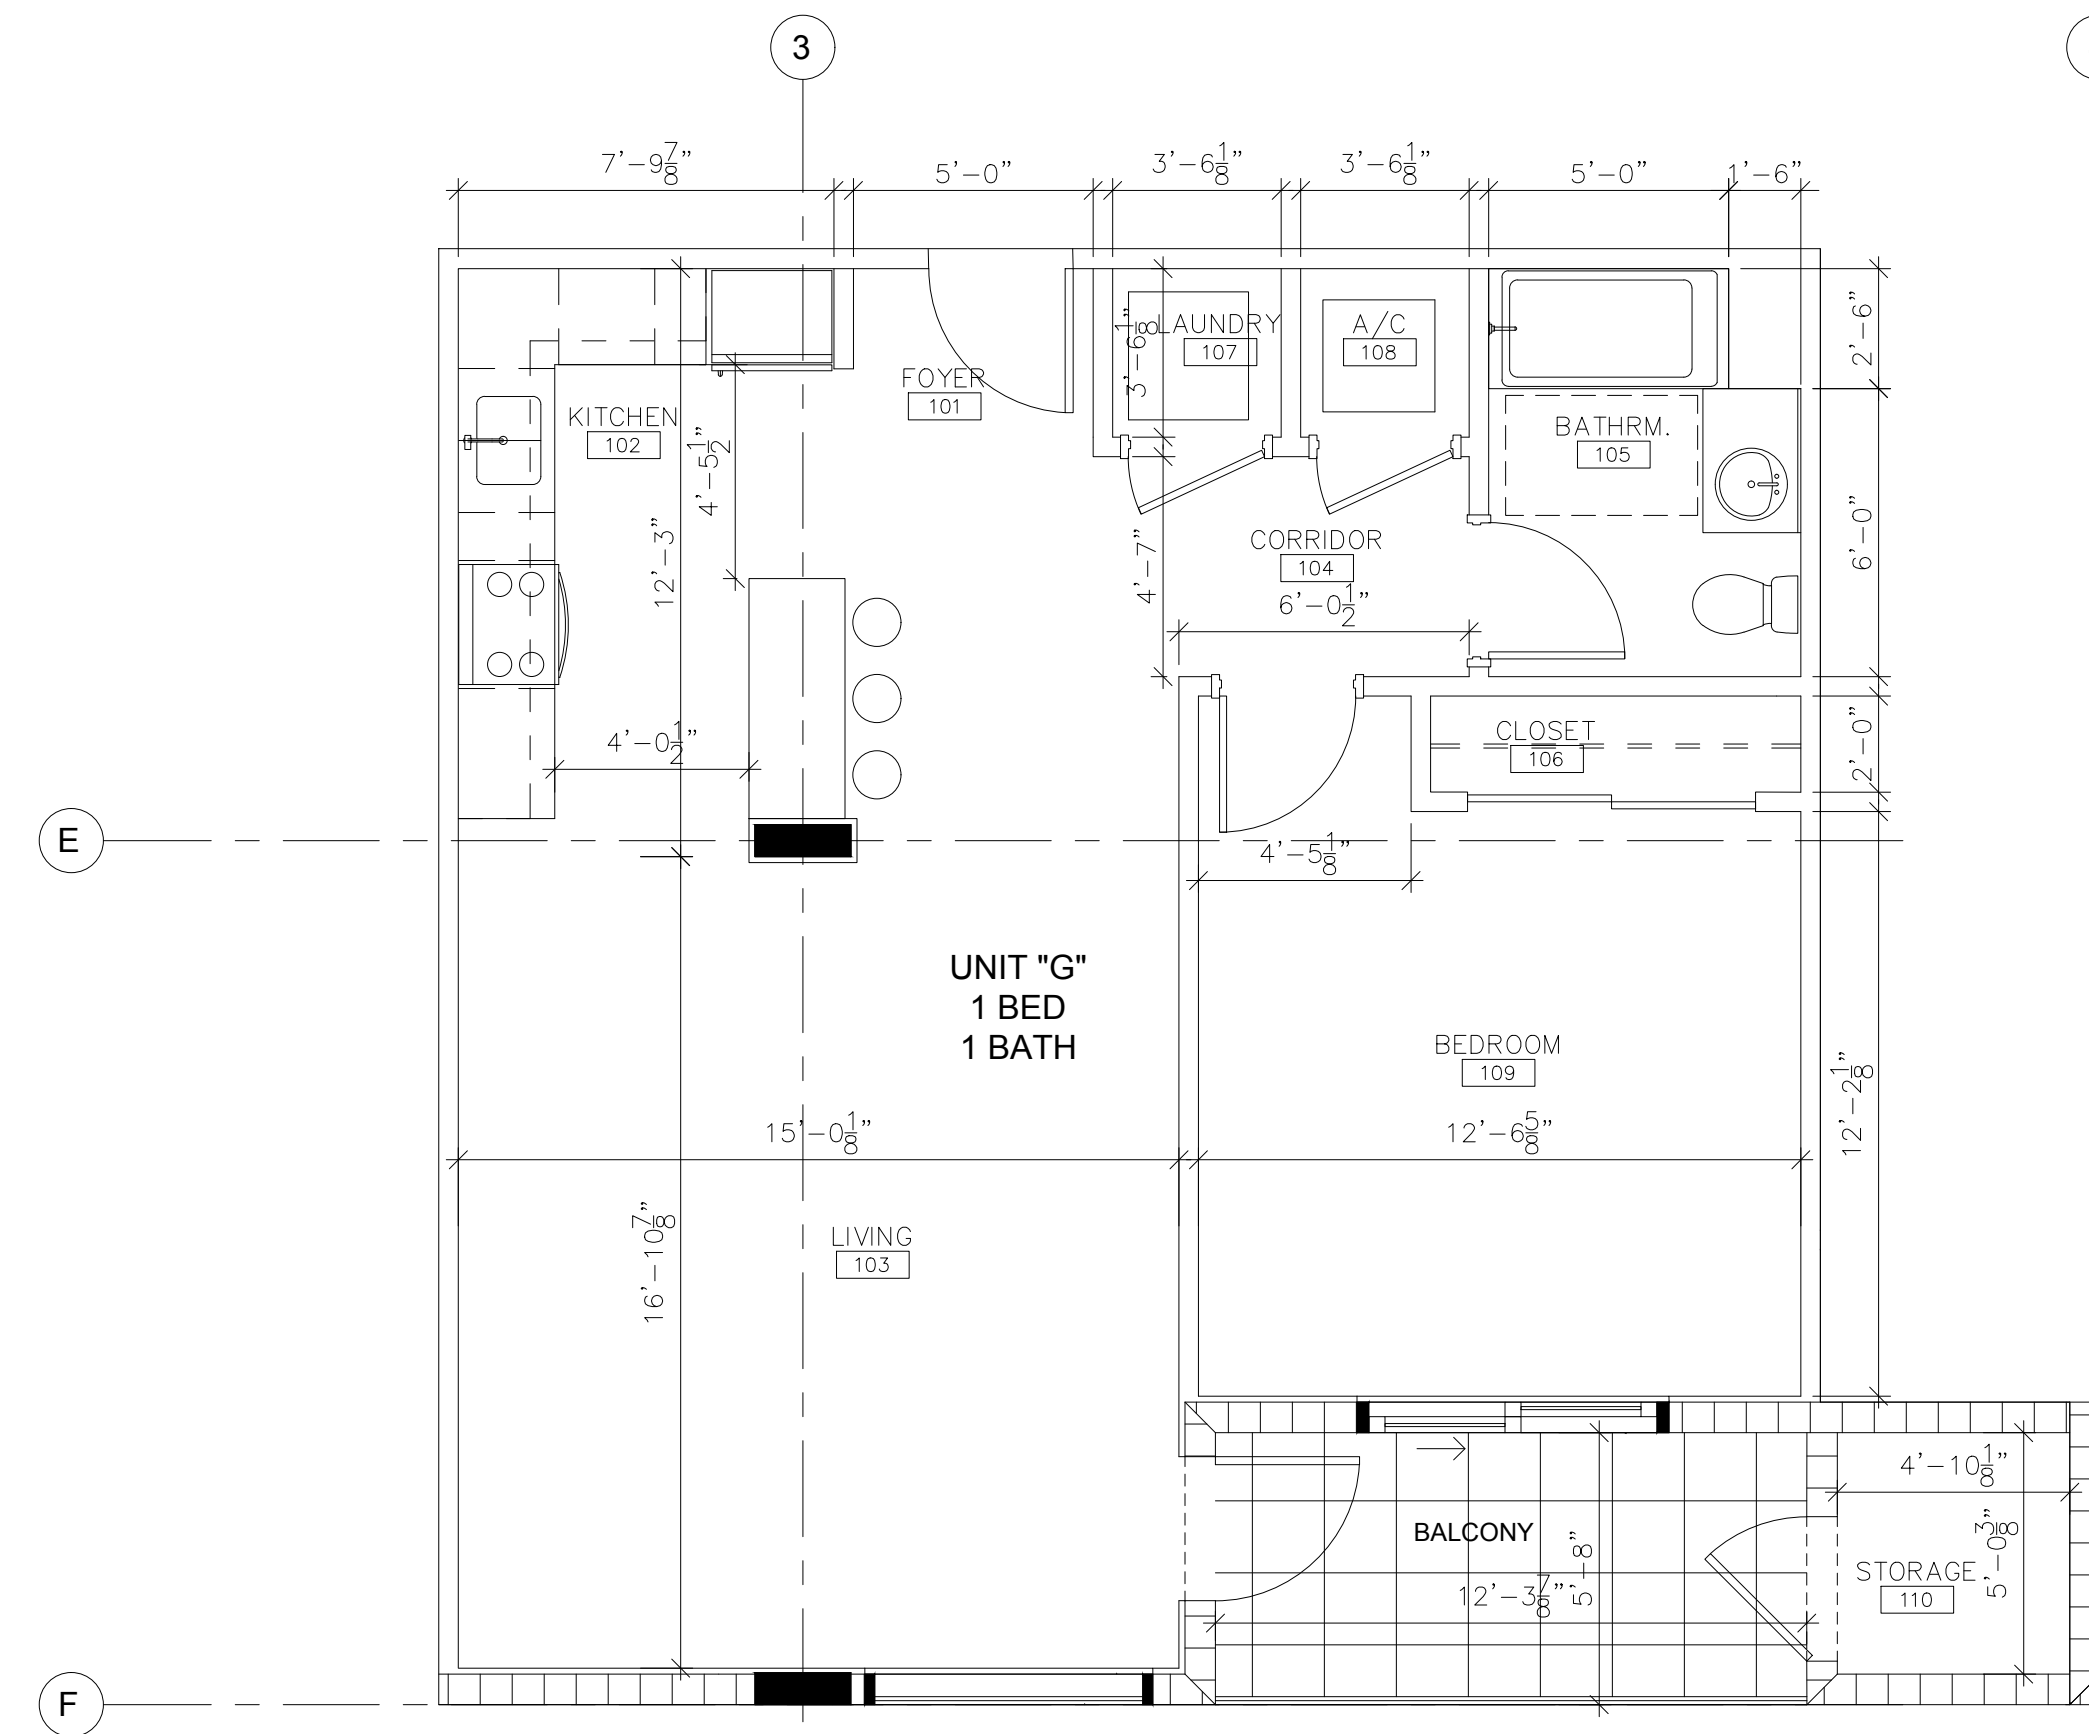 3
7'-9 7/8"
5'-0"
3'-6 1/8"
3'-6 1/8"
5'-0"
1'-6"
LAUNDRY
107
3'-6 1/8"
A/C
108
2'-6"
FOYER
101
KITCHEN
102
4'-5 1/2"
BATHRM.
105
12'-3"
4'-7"
CORRIDOR
104
6'-0 1/2"
6'-0"
4'-0 1/2"
CLOSET
106
2'-0"
E
4'-5 1/8"
UNIT "G"
1 BED
1 BATH
BEDROOM
109
12'-2 1/8"
15'-0 1/8"
12'-6 5/8"
16'-10 7/8"
LIVING
103
4'-10 1/8"
BALCONY
5'-8"
5'-0 3/8"
12'-3 7/8"
STORAGE
110
F